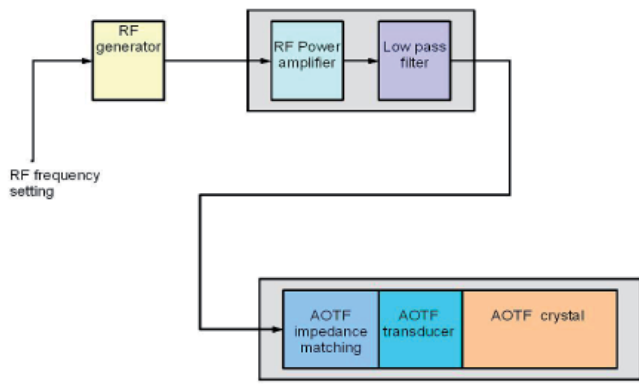 RF
generator
RF Power
amplifier
Low pass
filter
RF frequency
setting
AOTF
impedance
matching
AOTF
transducer
AOTF crystal